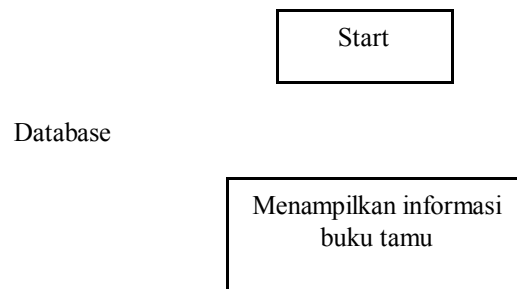 Start
Database
Menampilkan informasi
buku tamu